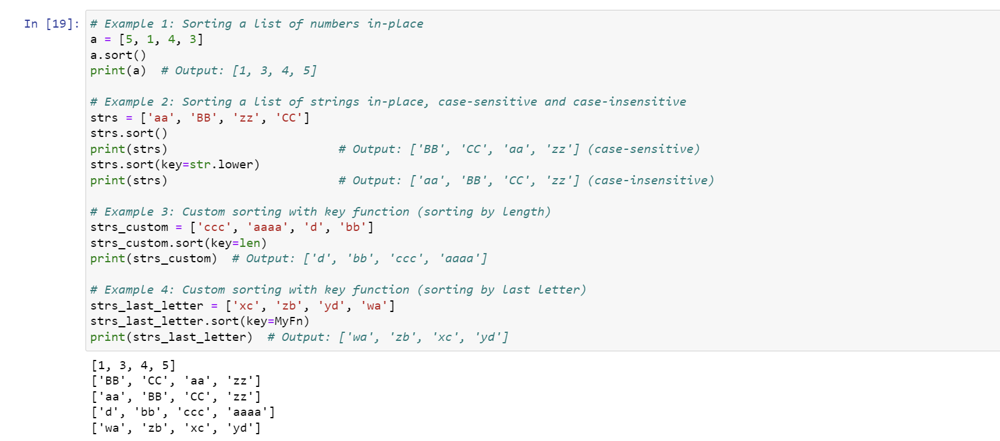 In [19]: # Example 1: Sorting a list of numbers in-place
a = [5, 1, 4, 3]
a.sort()
print(a)  # Output: [1, 3, 4, 5]
# Example 2: Sorting a list of strings in-place, case-sensitive and case-insensitive
strs = ['aa', 'BB', 'zz', 'CC']
strs.sort()
print(strs)                        # Output: ['BB', 'CC', 'aa', 'zz'] (case-sensitive)
strs.sort(key=str.lower)
print(strs)                        # Output: ['aa', 'BB', 'CC', 'zz'] (case-insensitive)
# Example 3: Custom sorting with key function (sorting by length)
strs_custom = ['ccc', 'aaaa', 'd', 'bb']
strs_custom.sort(key=len)
print(strs_custom)  # Output: ['d', 'bb', 'ccc', 'aaaa']
# Example 4: Custom sorting with key function (sorting by last letter)
strs_last_letter = ['xc', 'zb', 'yd', 'wa']
strs_last_letter.sort(key=MyFn)
print(strs_last_letter)  # Output: ['wa', 'zb', 'xc', 'yd']
[1, 3, 4, 5]
['BB', 'CC', 'aa', 'zz']
['aa', 'BB', 'CC', 'zz']
['d', 'bb', 'ccc', 'aaaa']
['wa', 'zb', 'xc', 'yd']